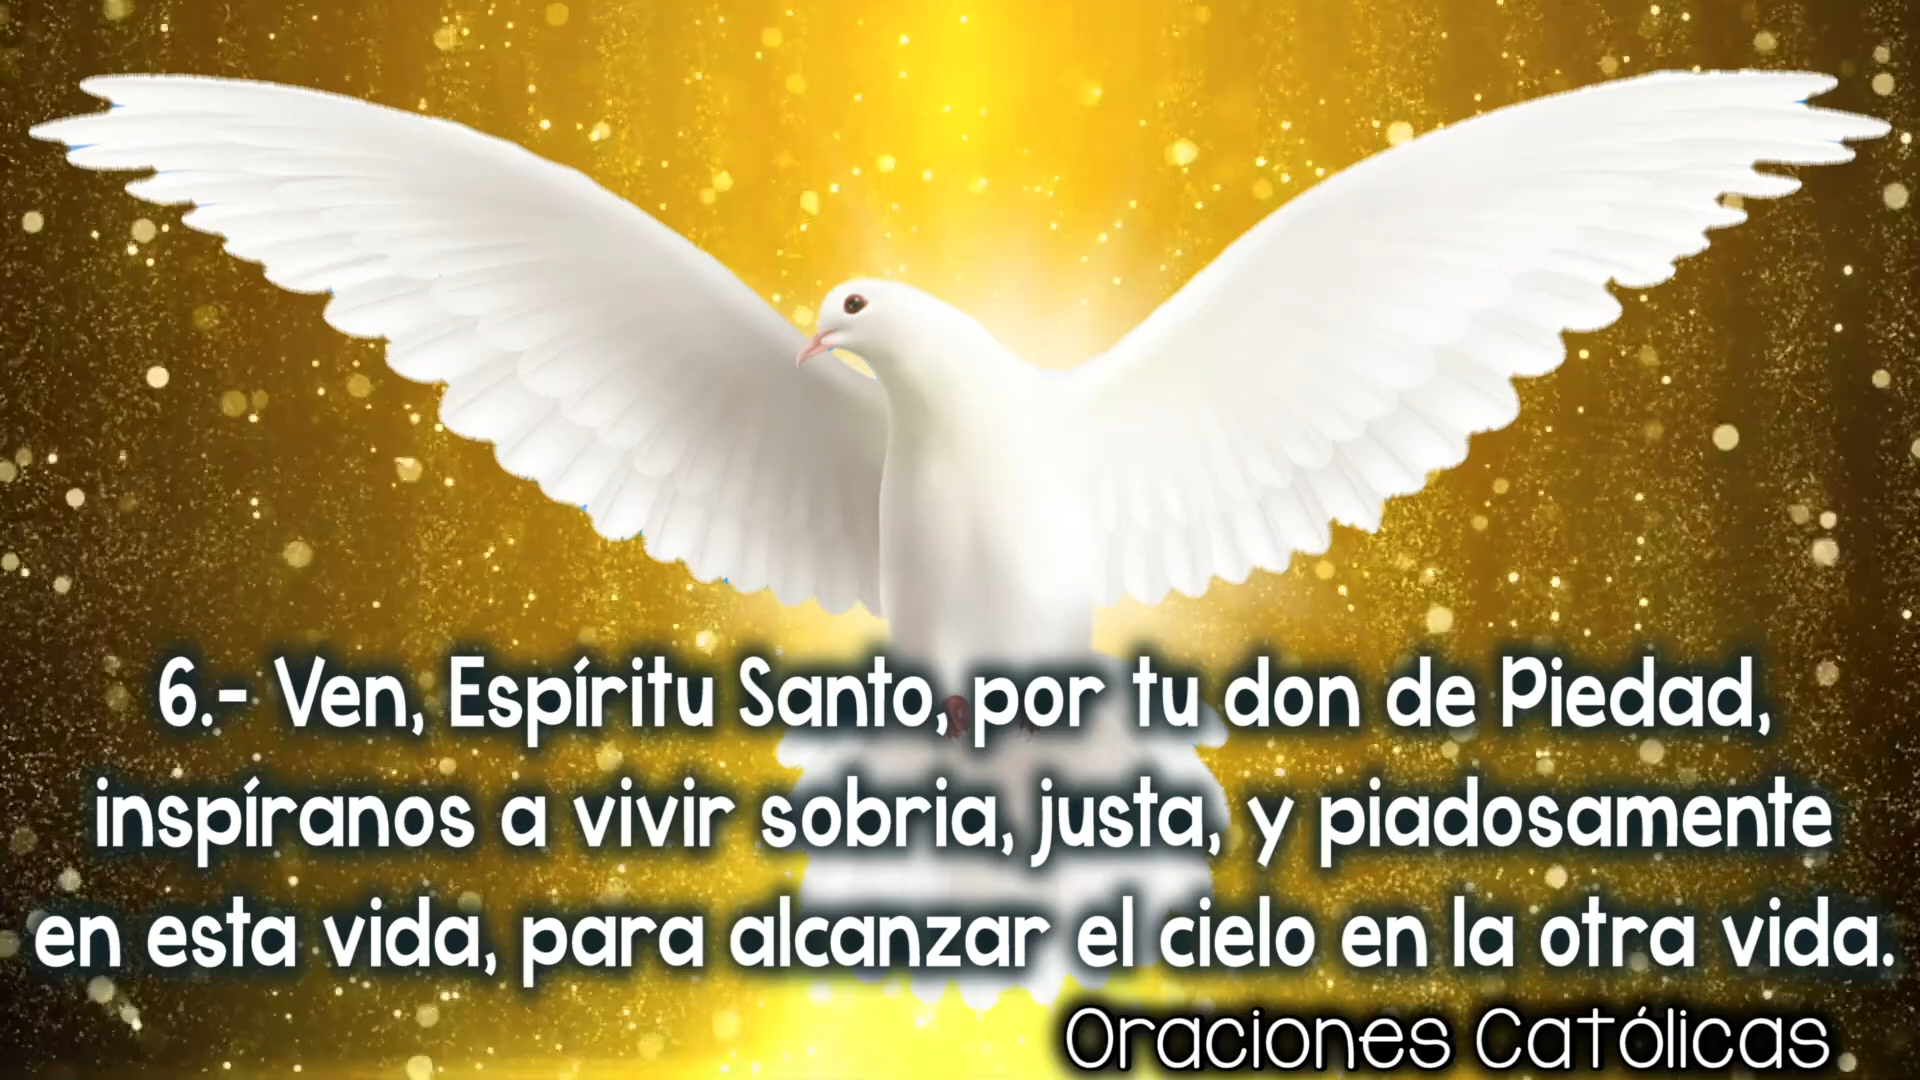 6.- Ven, Espíritu Santo, por tu don de Piedad,
inspíranos a vivir sobria, justa, y piadosamente
en esta vida, para alcanzar el cielo en la otra vida.
Oraciones Católicas